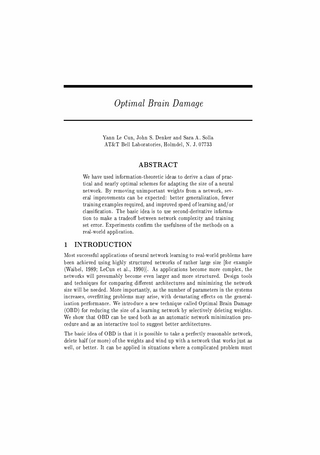 Optimal Brain Damage
Yann Le Cun, John S. Denker and Sara A. Solla
AT&T Bell Laboratories, Holmdel, N. J. 07733
ABSTRACT
We have used information-theoretic ideas to derive a class of prac-
tical and nearly optimal schemes for adapting the size of a neural
network. By removing unimportant weights from a network, sev-
eral improvements can be expected: better generalization, fewer
training examples required, and improved speed of learning and/or
classification. The basic idea is to use second-derivative informa-
tion to make a tradeoff between network complexity and training
set error. Experiments confirm the usefulness of the methods on a
real-world application.
1 INTRODUCTION
Most successful applications of neural network learning to real-world problems have
been achieved using highly structured networks of rather large size [for example
(Waibel, 1989; LeCun et al., 1990)]. As applications become more complex, the
networks will presumably become even larger and more structured. Design tools
and techniques for comparing different architectures and minimizing the network
size will be needed. More importantly, as the number of parameters in the systems
increases, overfitting problems may arise, with devastating effects on the general-
ization performance. We introduce a new technique called Optimal Brain Damage
(OBD) for reducing the size of a learning network by selectively deleting weights.
We show that OBD can be used both as an automatic network minimization pro-
cedure and as an interactive tool to suggest better architectures.
The basic idea of OBD is that it is possible to take a perfectly reasonable network,
delete half (or more) of the weights and wind up with a network that works just as
well, or better. It can be applied in situations where a complicated problem must